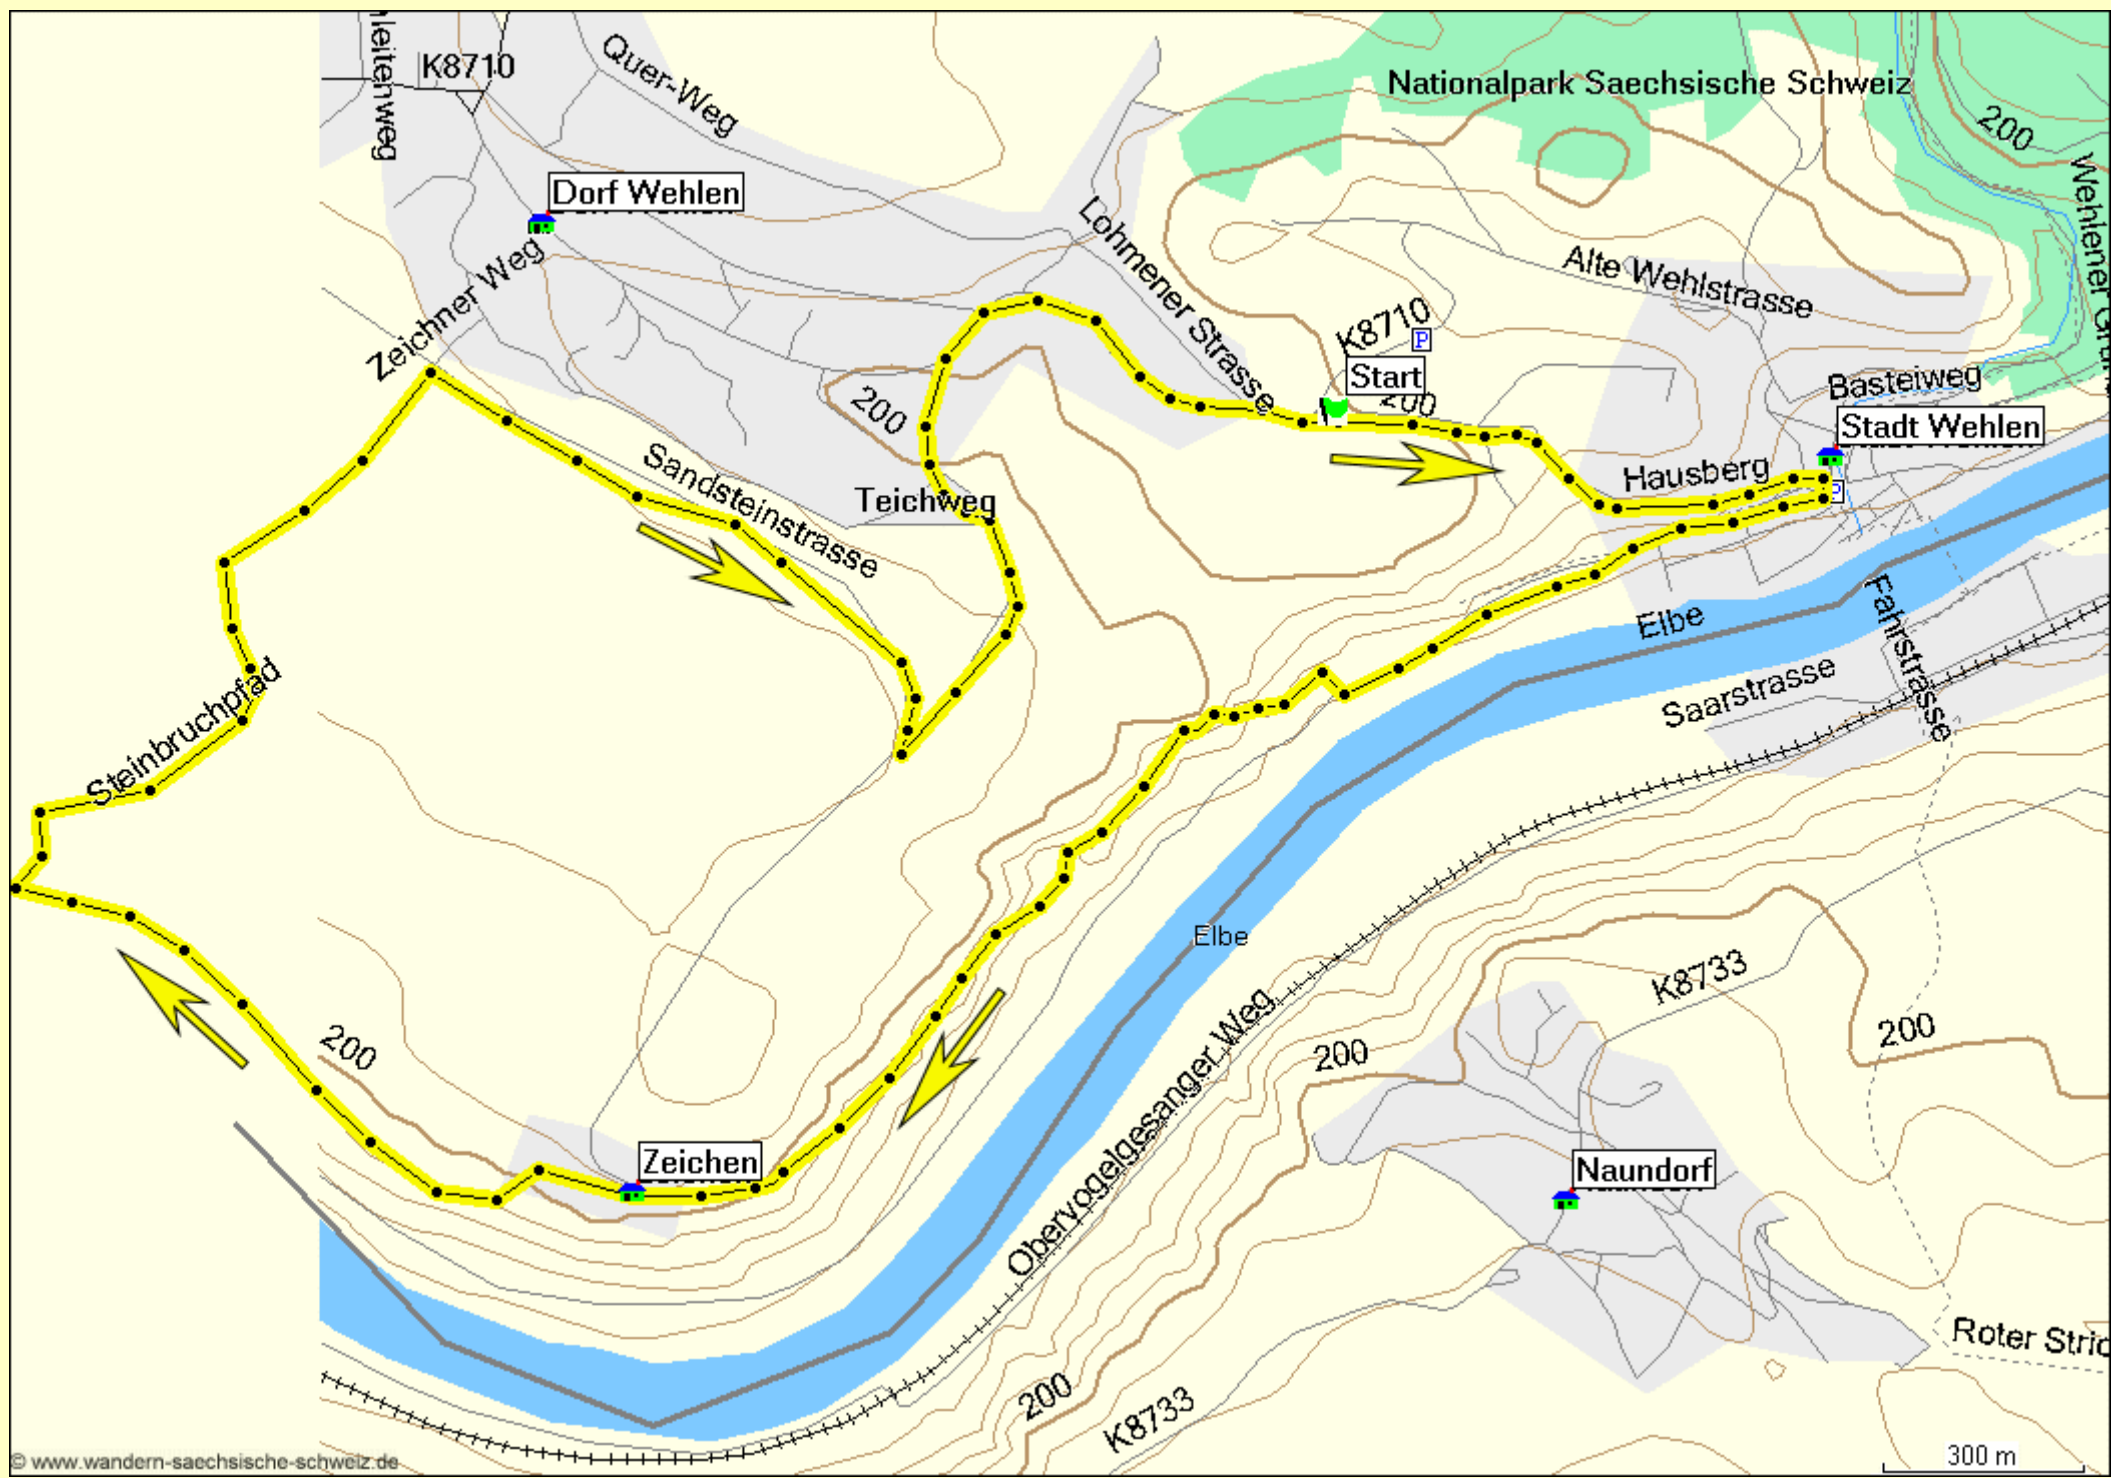 K8710
Quer-Weg
Nationalpark Saechsische Schweiz
200
Dorf Wehlen
Lohmener Strasse
Zeichner Weg
Alte Wehlstrasse
K8710
P
Start
200
Basteiweg
Stadt Wehlen
200
Sandsteinstrasse
Teichweg
Hausberg
P
Elbe
Fahrstrasse
Saarstrasse
Steinbruchpfad
Elbe
K8733
Obervogelgesanger Weg
200
200
200
Zeichen
Naundorf
Roter Stric
200
K8733
© www.wandern-saechsische-schweiz.de
300 m